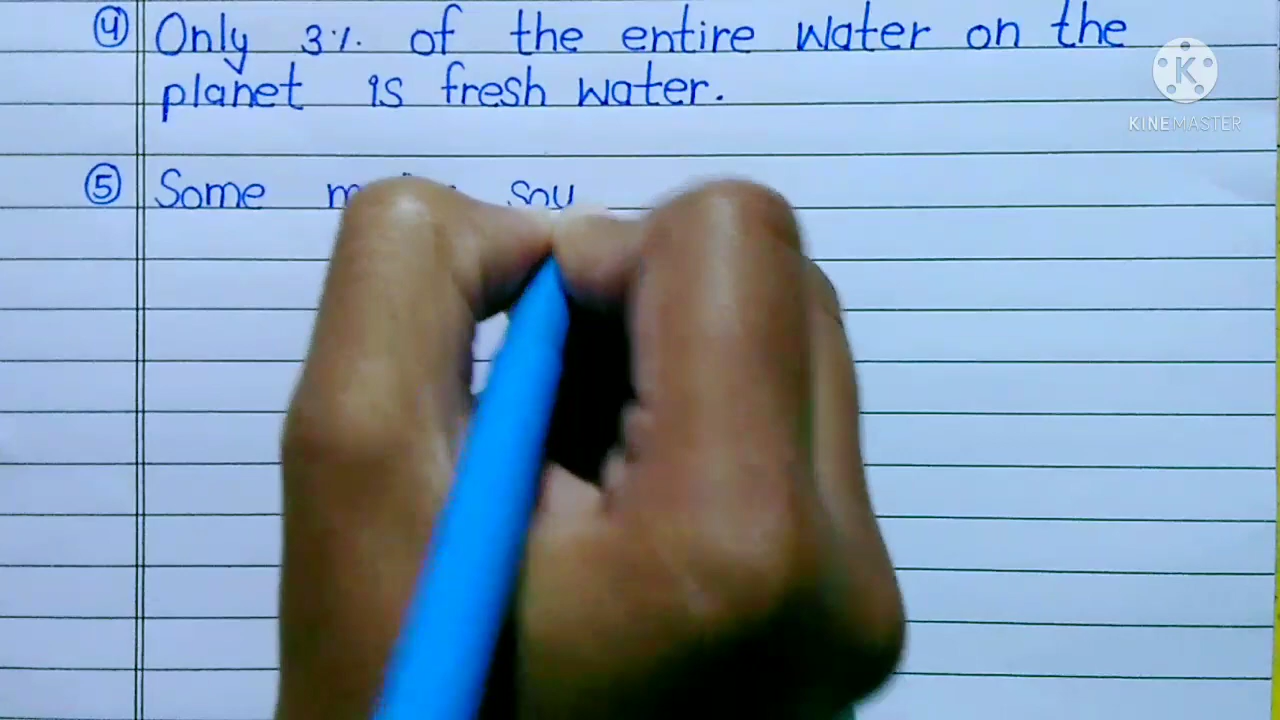 ④ Only 3% of the entire water on the
planet is fresh water.
⑤ Some
K
KINEMASTER